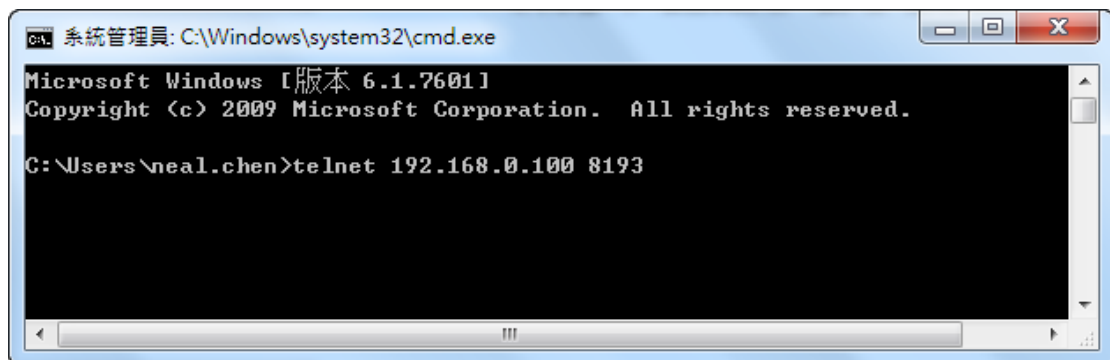 系統管理員: C:\Windows\system32\cmd.exe
Microsoft Windows [版本 6.1.7601]
Copyright (c) 2009 Microsoft Corporation.  All rights reserved.
C:\Users\neal.chen>telnet 192.168.0.100 8193